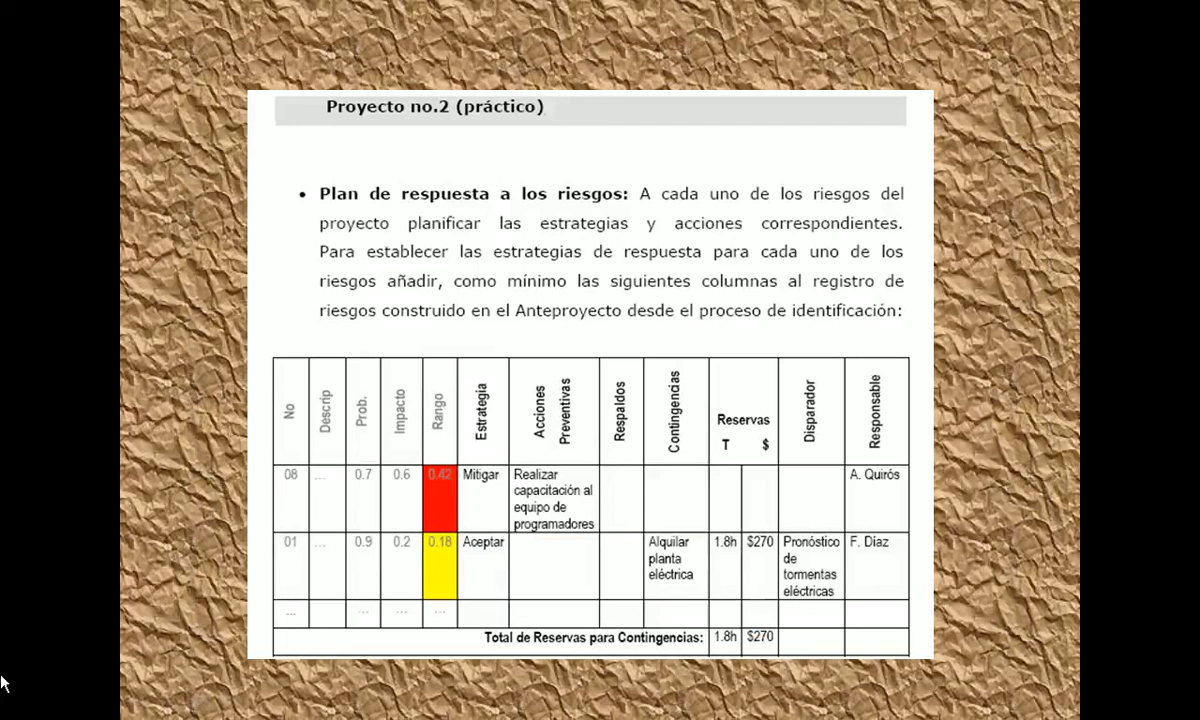 Proyecto no.2 (práctico)
• Plan de respuesta a los riesgos: A cada uno de los riesgos del
proyecto planificar las estrategias y acciones correspondientes.
Para establecer las estrategias de respuesta para cada uno de los
riesgos añadir, como mínimo las siguientes columnas al registro de
riesgos construido en el Anteproyecto desde el proceso de identificación:
No Descrip Prob. Impacto Rango Estrategia Acciones Preventivas Respaldos Contingencias Reservas T $ Disparador Responsable
08 ... 0.7 0.6 0.42 Mitigar Realizar capacitación al equipo de programadores A. Quirós
01 ... 0.9 0.2 0.18 Aceptar Alquilar planta eléctrica 1.8h $270 Pronóstico de tormentas eléctricas F. Díaz
... ... ... ...
Total de Reservas para Contingencias: 1.8h $270